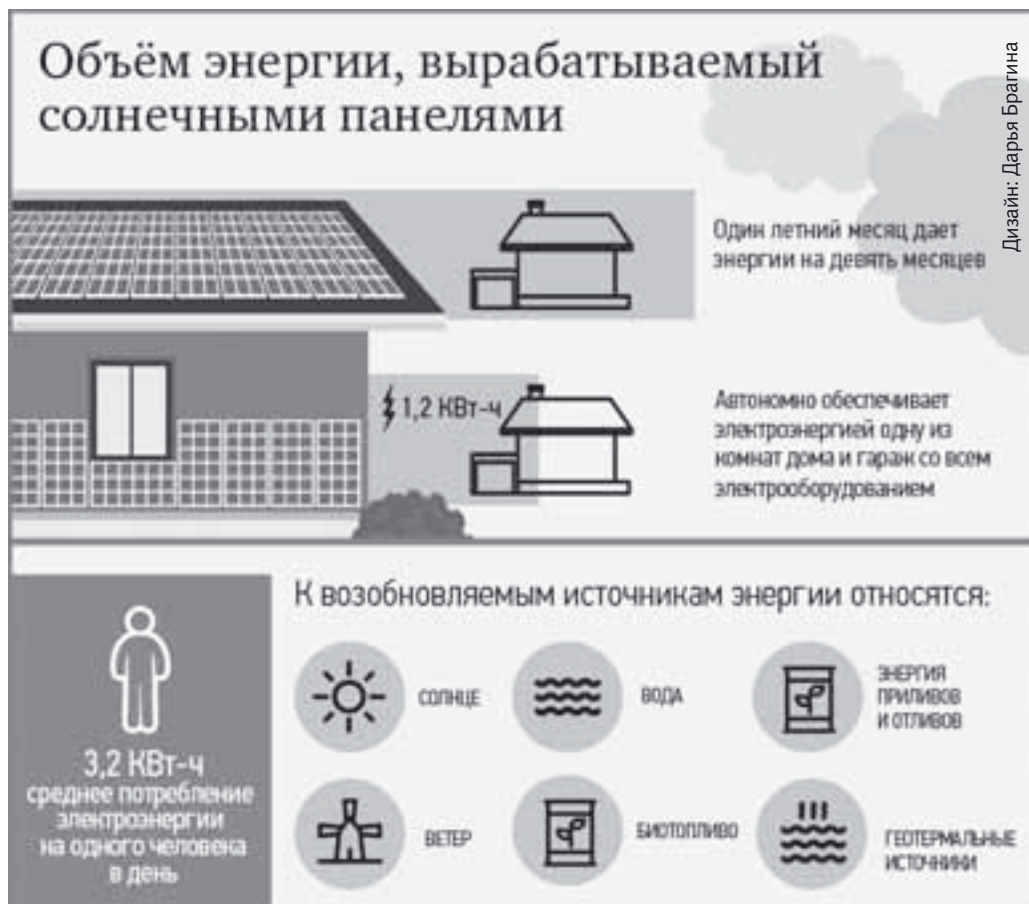 Объём энергии, вырабатываемый
солнечными панелями
Дизайн: Дарья Брагина
Один летний месяц дает
энергии на девять месяцев
1,2 КВт-ч
Автономно обеспечивает
электроэнергией одну из
комнат дома и гараж со всем
электрооборудованием
3,2 КВт-ч
среднее потребление
электроэнергии
на одного человека
в день
К возобновляемым источникам энергии относятся:
СОЛНЦЕ
ВОДА
ЭНЕРГИЯ
ПРИЛИВОВ
И ОТЛИВОВ
ВЕТЕР
БИОТОПЛИВО
ГЕОТЕРМАЛЬНЫЕ
ИСТОЧНИКИ